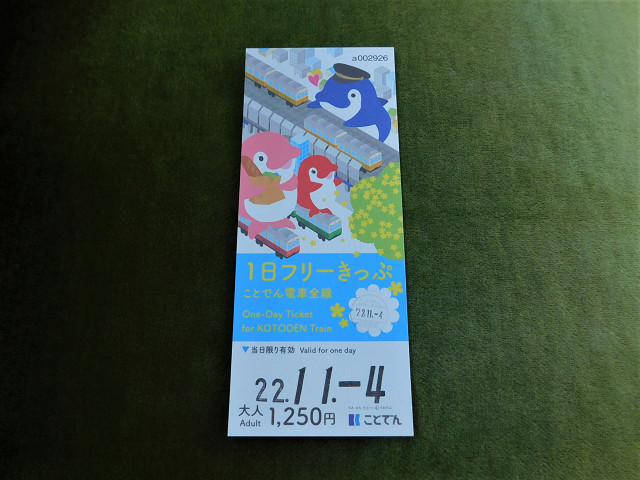 a002926
1日フリーきっぷ
ことでん電車全線
One-Day Ticket
for KOTODEN Train
22.11.-4
▼当日限り有効 Valid for one day
22.11.-4
大人
Adult
1,250円
ことでん